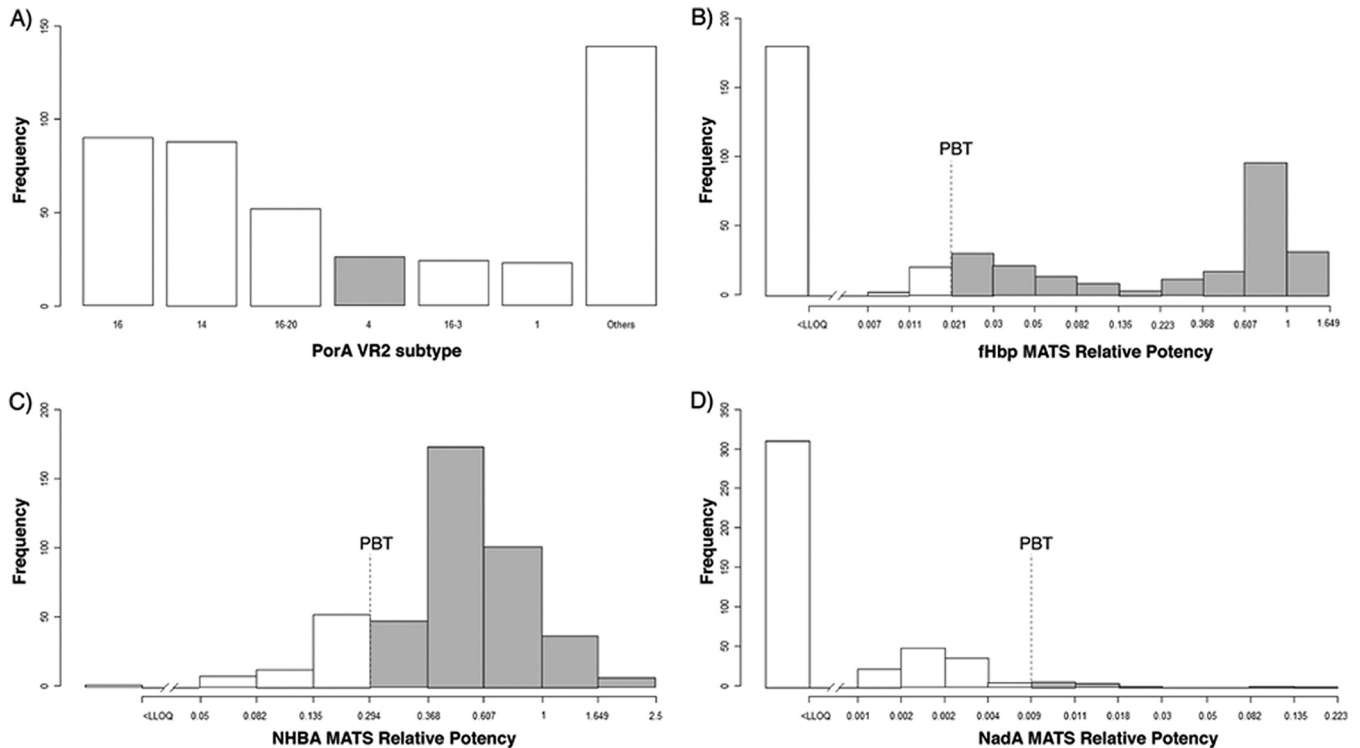 A)
150
100
50
0
Frequency
16 14 16-20 4 16-3 1 Others
PorA VR2 subtype
B)
200
150
100
50
0
Frequency
PBT
<LLOQ 0.007 0.011 0.021 0.03 0.05 0.082 0.135 0.223 0.368 0.607 1 1.649
fHbp MATS Relative Potency
C)
200
150
100
50
0
Frequency
PBT
<LLOQ 0.05 0.082 0.135 0.294 0.368 0.607 1 1.649 2.5
NHBA MATS Relative Potency
D)
350
300
250
200
150
100
50
0
Frequency
PBT
<LLOQ 0.001 0.002 0.002 0.004 0.009 0.011 0.018 0.03 0.05 0.082 0.135 0.223
NadA MATS Relative Potency